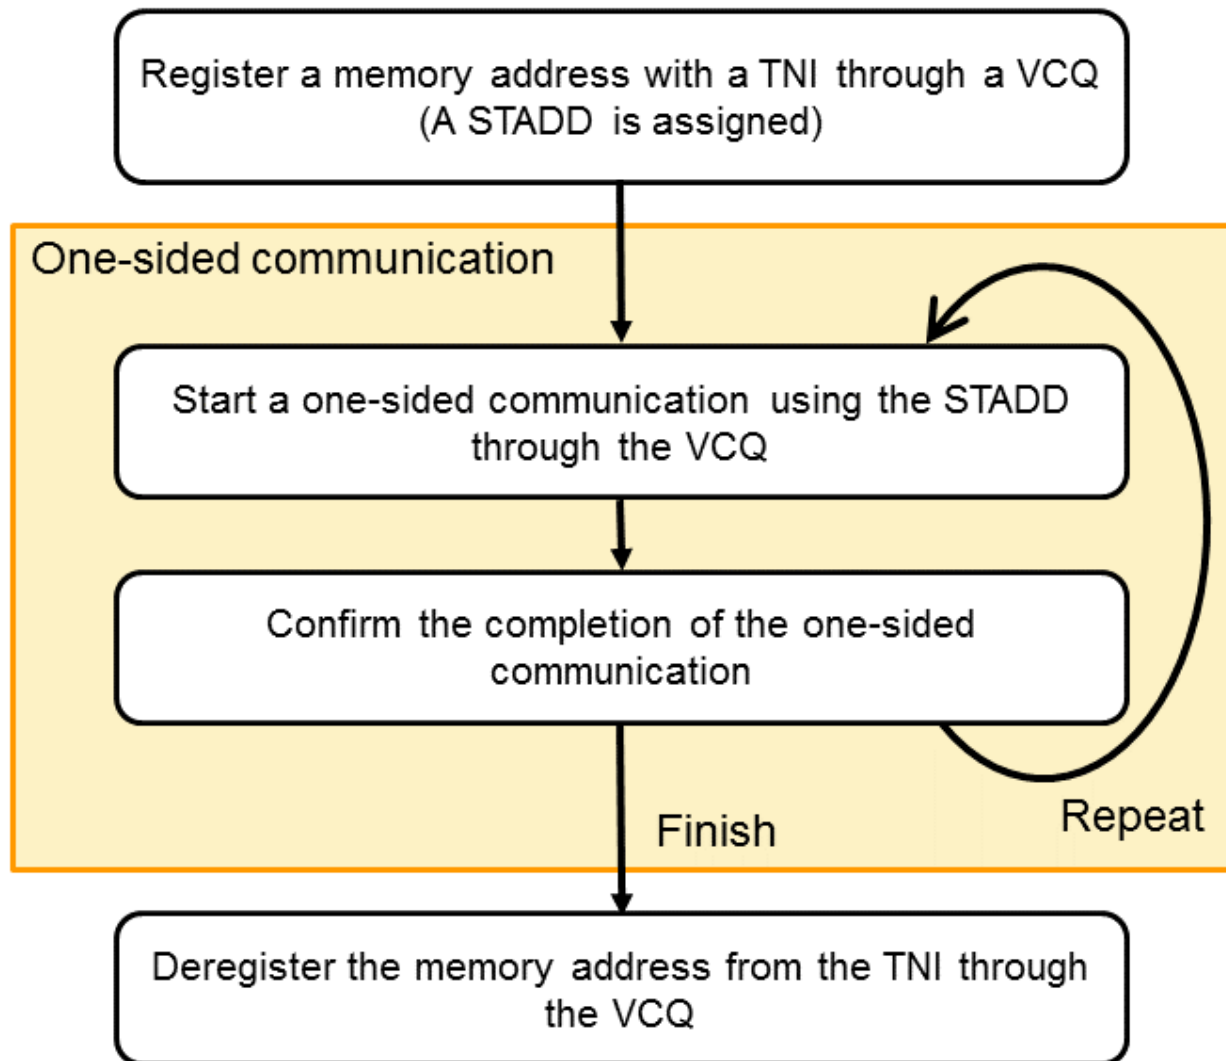 Register a memory address with a TNI through a VCQ
(A STADD is assigned)
One-sided communication
Start a one-sided communication using the STADD
through the VCQ
Confirm the completion of the one-sided
communication
Repeat
Finish
Deregister the memory address from the TNI through
the VCQ